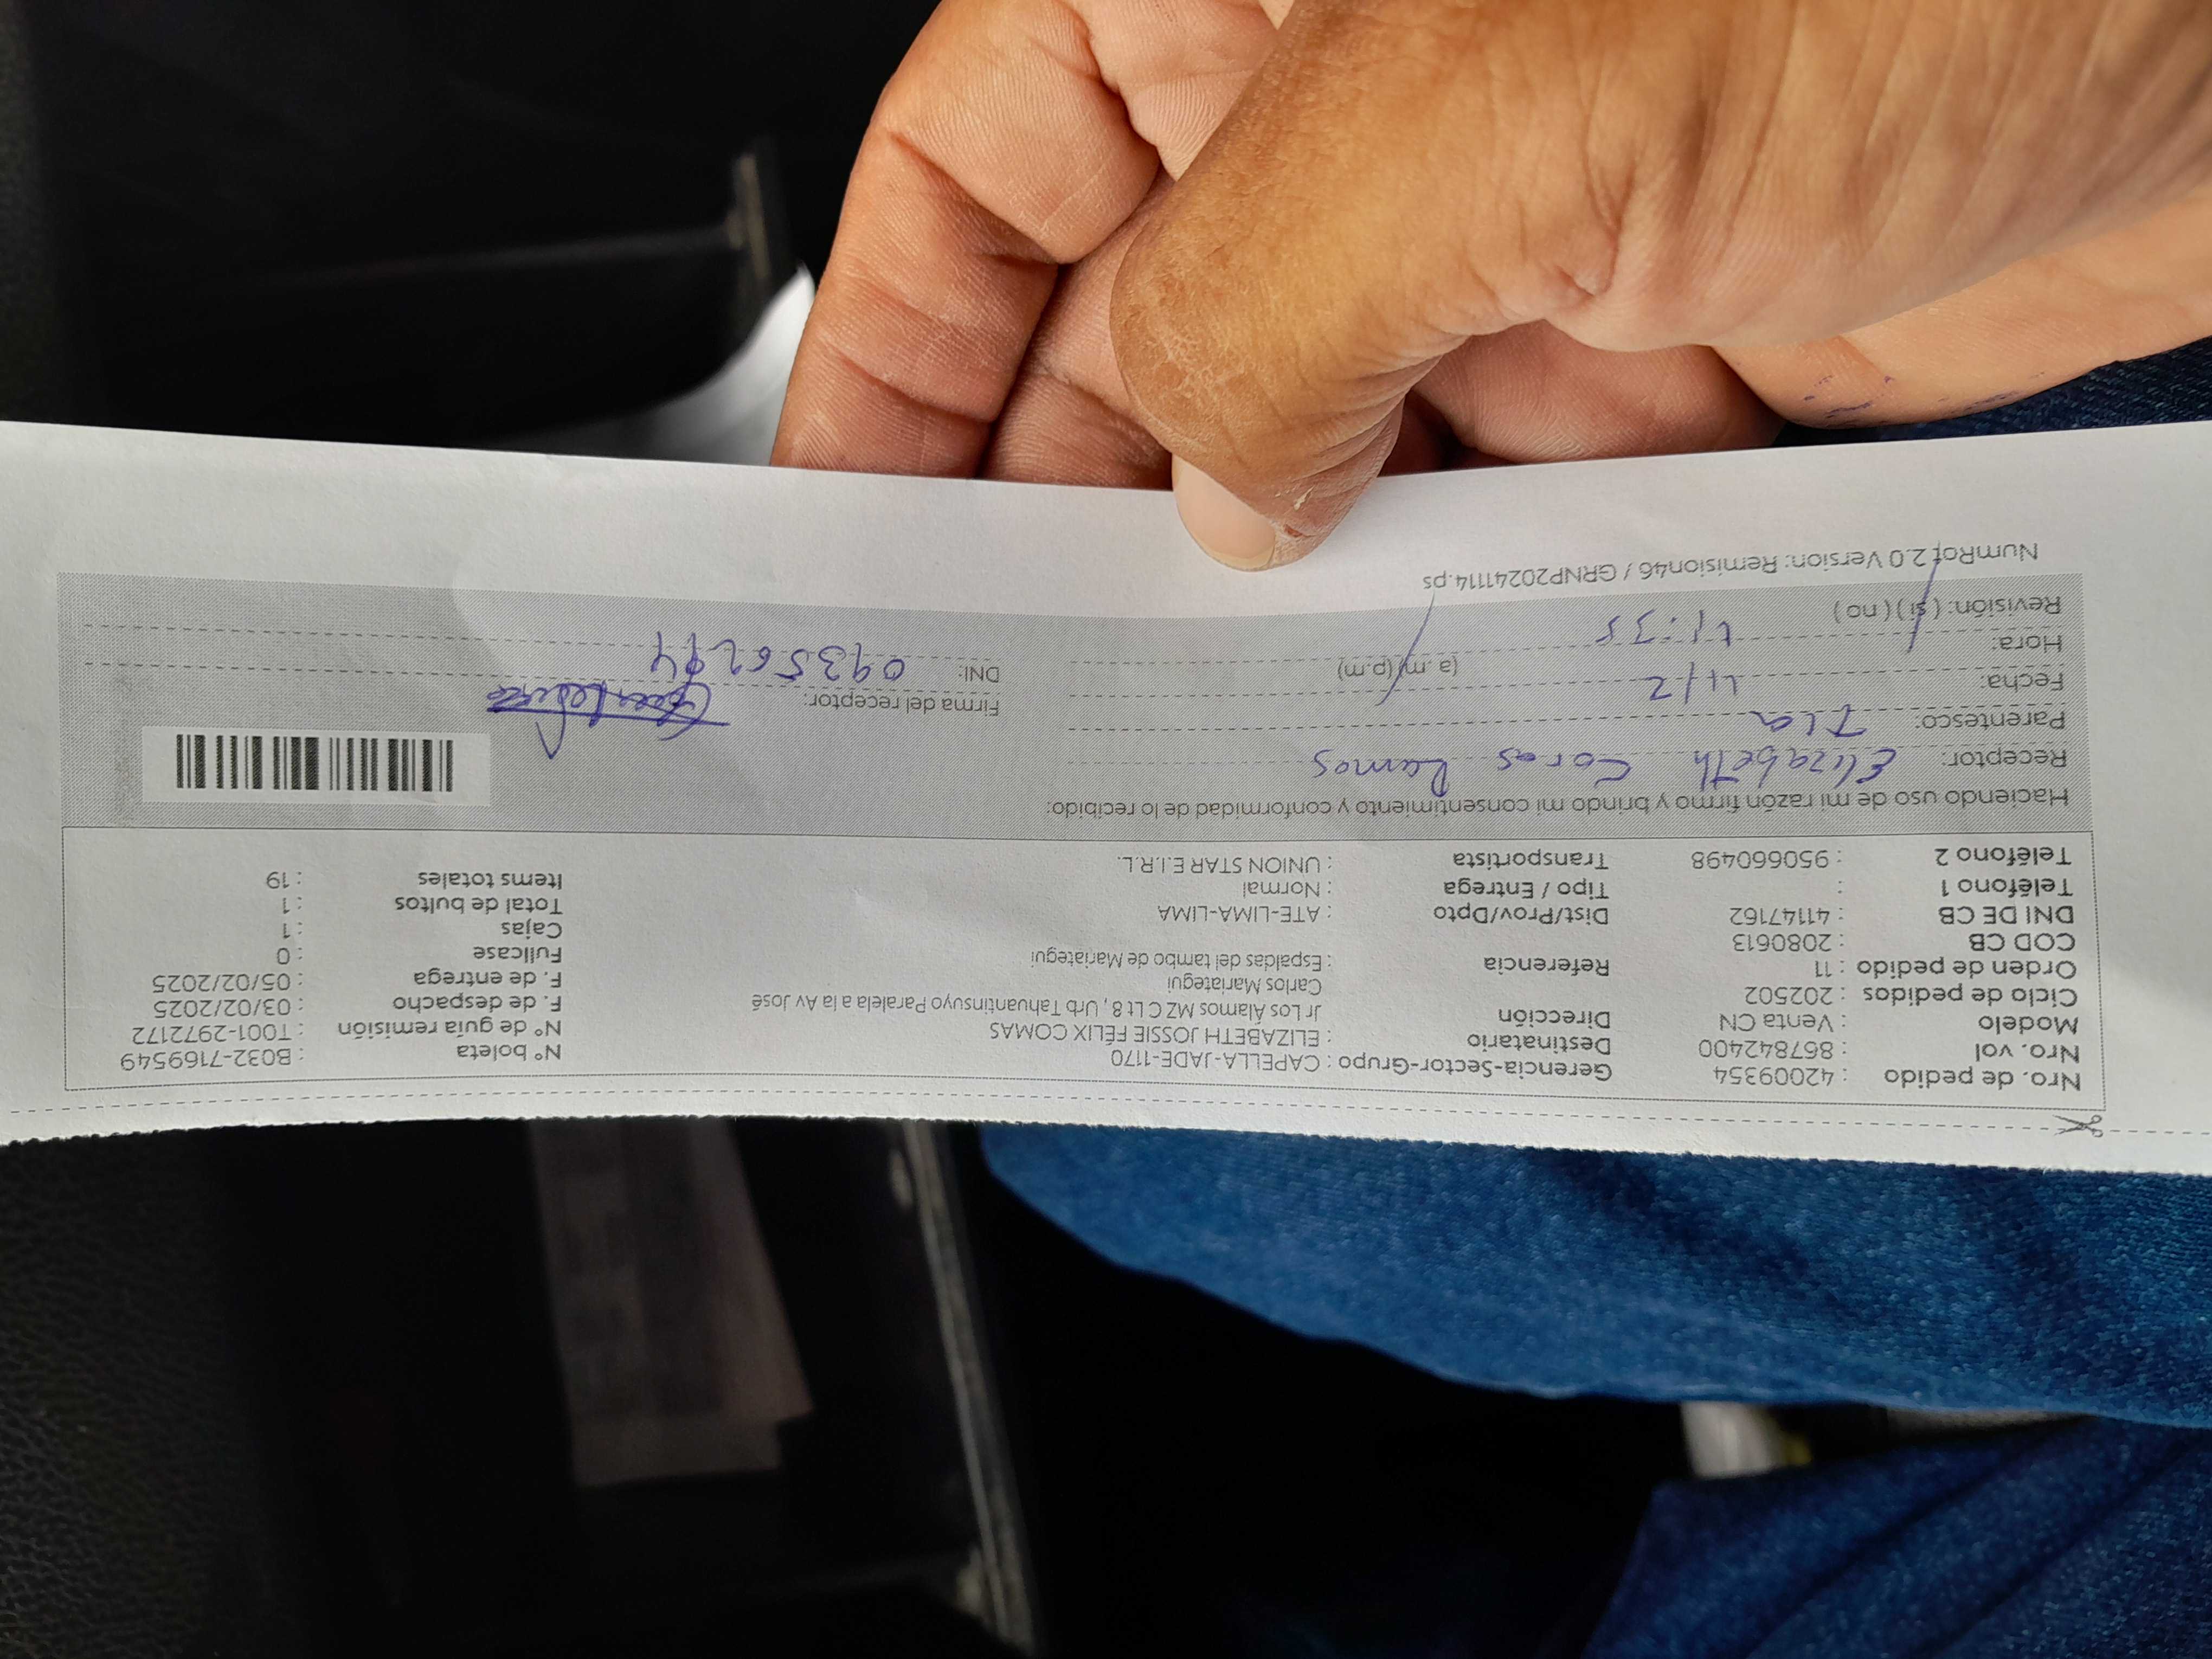 Nro. de pedido : 42009354 Gerencia-Sector-Grupo : CAPELLA-JADE-1170 N° boleta : B032-7169549
Nro. vol : 867842400 Destinatario : ELIZABETH JOSSIE FÉLIX COMAS N° de guía remisión : T001-2972172
Modelo : Venta CN Dirección Jr Los Álamos MZ C Lt 8, Urb Tahuantinsuyo Paralela a la Av José F. de despacho : 03/02/2025
Ciclo de pedidos : 202502 Carlos Mariategui F. de entrega : 05/02/2025
Orden de pedido : 11 Referencia : Espaldas del tambo de Mariategui Fullcase : 0
COD CB : 2080613 Cajas : 1
DNI DE CB : 41147162 Dist/Prov/Dpto : ATE-LIMA-LIMA Total de bultos : 1
Teléfono 1 : Tipo / Entrega : Normal Items totales : 19
Teléfono 2 : 950660498 Transportista : UNION STAR E.I.R.L.
Haciendo uso de mi razón firmo y brindo mi consentimiento y conformidad de lo recibido:
Receptor: Elizabeth Ramos
Parentesco: Tia Firma del receptor:
Fecha: 4/2 (a.m) (p.m) DNI:
Hora: 4:35
Revisión: ( si ) ( no )
NumRot 2.0 Version: Remision46 / GRNP20241114.ps